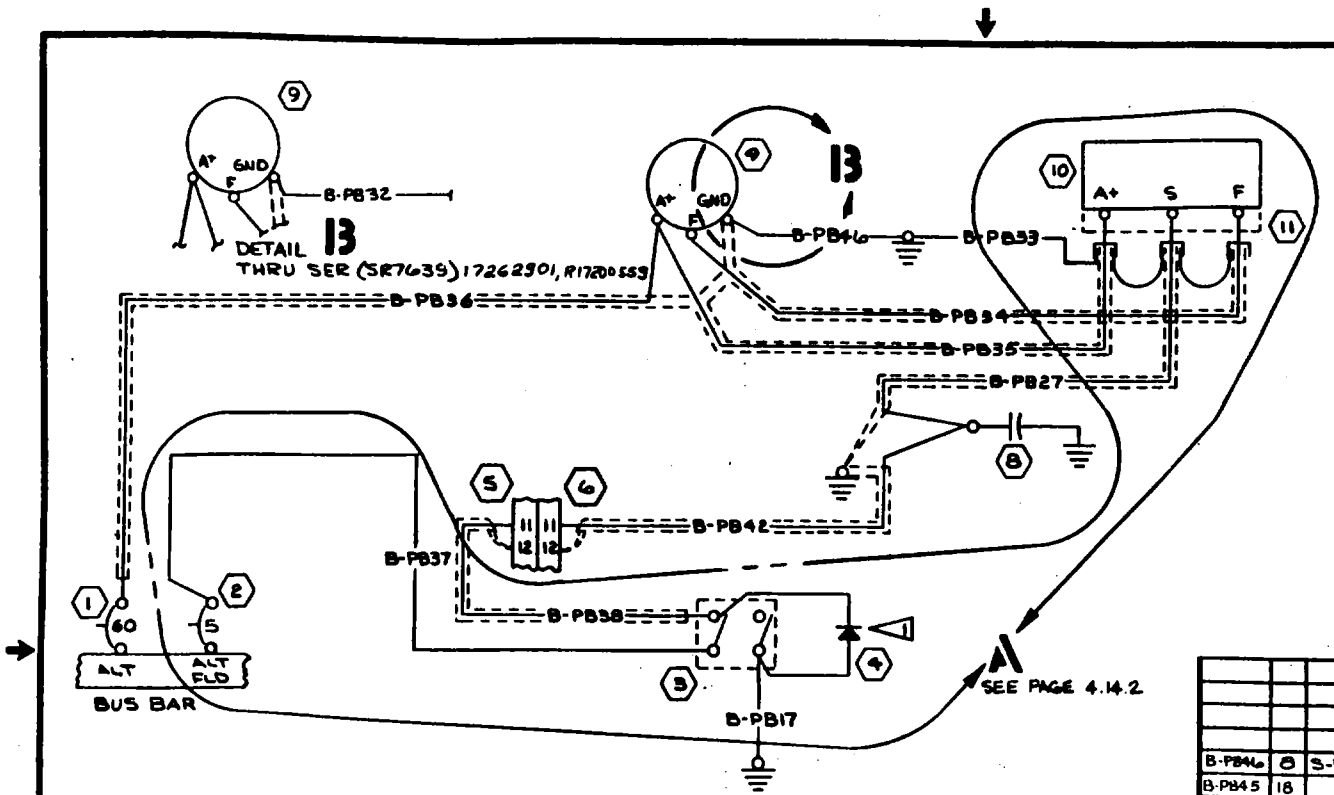 9
A+
F
GND
B-PB32
DETAIL B
THRU SER (SR7639) 17262901, R17200559
9
A+
F
GND
B
B-PB46
B-PB33
10
A+ S F
11
B-PB36
B-PB34
B-PB35
B-PB27
8
5
6
11 11
12 12
B-PB42
B-PB37
B-PB38
1
2
60
5
ALT
ALT
FLD
BUS BAR
3
1
4
B-PB17
A
SEE PAGE 4.14.2
B-PB46 8 S-
B-PB45 18